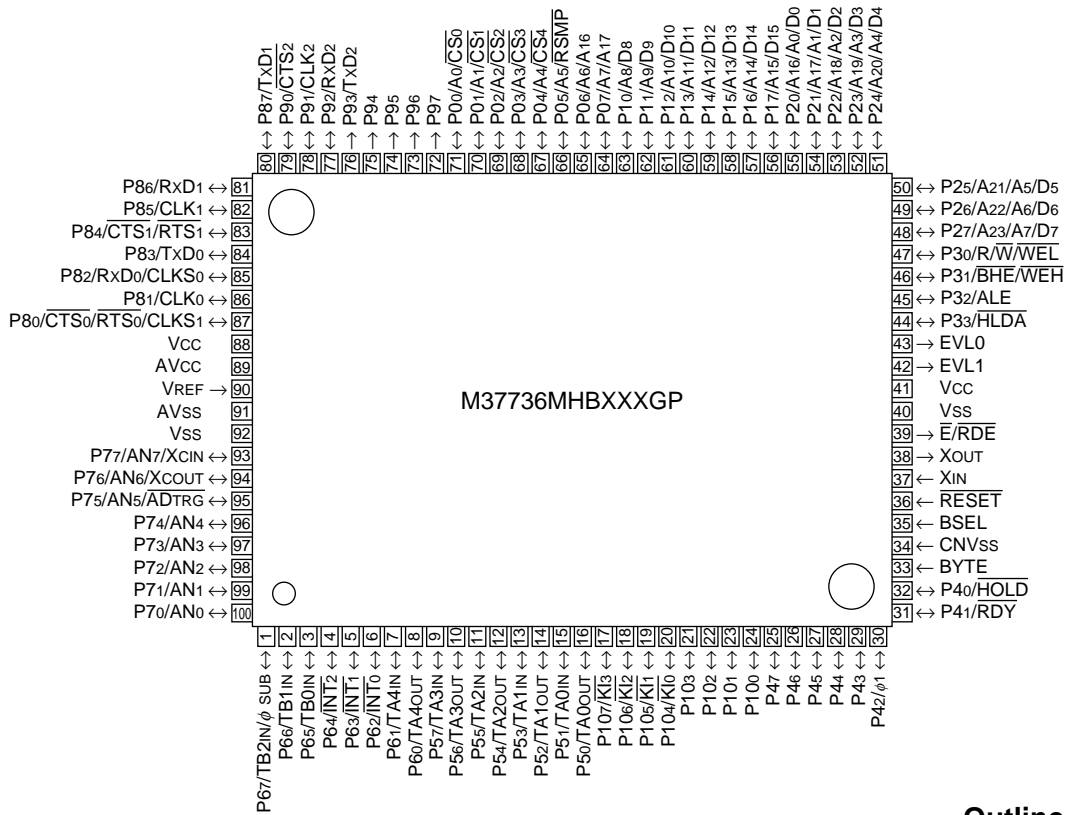 80 ↔ P87/TXD1
79 ↔ P90/CTS2
78 ↔ P91/CLK2
77 ↔ P92/RXD2
76 → P93/TXD2
75 → P94
74 → P95
73 → P96
72 → P97
71 ↔ P00/A0/CS0
70 ↔ P01/A1/CS1
69 ↔ P02/A2/CS2
68 ↔ P03/A3/CS3
67 ↔ P04/A4/CS4
66 ↔ P05/A5/RSMP
65 ↔ P06/A6/A16
64 ↔ P07/A7/A17
63 ↔ P10/A8/D8
62 ↔ P11/A9/D9
61 ↔ P12/A10/D10
60 ↔ P13/A11/D11
59 ↔ P14/A12/D12
58 ↔ P15/A13/D13
57 ↔ P16/A14/D14
56 ↔ P17/A15/D15
55 ↔ P20/A16/A0/D0
54 ↔ P21/A17/A1/D1
53 ↔ P22/A18/A2/D2
52 ↔ P23/A19/A3/D3
51 ↔ P24/A20/A4/D4
P86/RXD1 ↔ 81
P85/CLK1 ↔ 82
P84/CTS1/RTS1 ↔ 83
P83/TXD0 ↔ 84
P82/RXD0/CLKS0 ↔ 85
P81/CLK0 ↔ 86
P80/CTS0/RTS0/CLKS1 ↔ 87
VCC 88
AVCC 89
VREF → 90
AVSS 91
VSS 92
P77/AN7/XCIN ↔ 93
P76/AN6/XCOUT ↔ 94
P75/AN5/ADTRG ↔ 95
P74/AN4 ↔ 96
P73/AN3 ↔ 97
P72/AN2 ↔ 98
P71/AN1 ↔ 99
P70/AN0 ↔ 100
M37736MHBXXXGP
50 ↔ P25/A21/A5/D5
49 ↔ P26/A22/A6/D6
48 ↔ P27/A23/A7/D7
47 ↔ P30/R/W/WEL
46 ↔ P31/BHE/WEH
45 ↔ P32/ALE
44 ↔ P33/HLDA
43 → EVL0
42 → EVL1
41 VCC
40 VSS
39 → E/RDE
38 → XOUT
37 ← XIN
36 ← RESET
35 ← BSEL
34 ← CNVSS
33 ← BYTE
32 ↔ P40/HOLD
31 ↔ P41/RDY
P67/TB2IN/φ SUB ↔ 1
P66/TB1IN ↔ 2
P65/TB0IN ↔ 3
P64/INT2 ↔ 4
P63/INT1 ↔ 5
P62/INT0 ↔ 6
P61/TA4IN ↔ 7
P60/TA4OUT ↔ 8
P57/TA3IN ↔ 9
P56/TA3OUT ↔ 10
P55/TA2IN ↔ 11
P54/TA2OUT ↔ 12
P53/TA1IN ↔ 13
P52/TA1OUT ↔ 14
P51/TA0IN ↔ 15
P50/TA0OUT ↔ 16
P107/KI3 ↔ 17
P106/KI2 ↔ 18
P105/KI1 ↔ 19
P104/KI0 ↔ 20
P103 ↔ 21
P102 ↔ 22
P101 ↔ 23
P100 ↔ 24
P47 ↔ 25
P46 ↔ 26
P45 ↔ 27
P44 ↔ 28
P43 ↔ 29
P42/φ1 ↔ 30
Outline